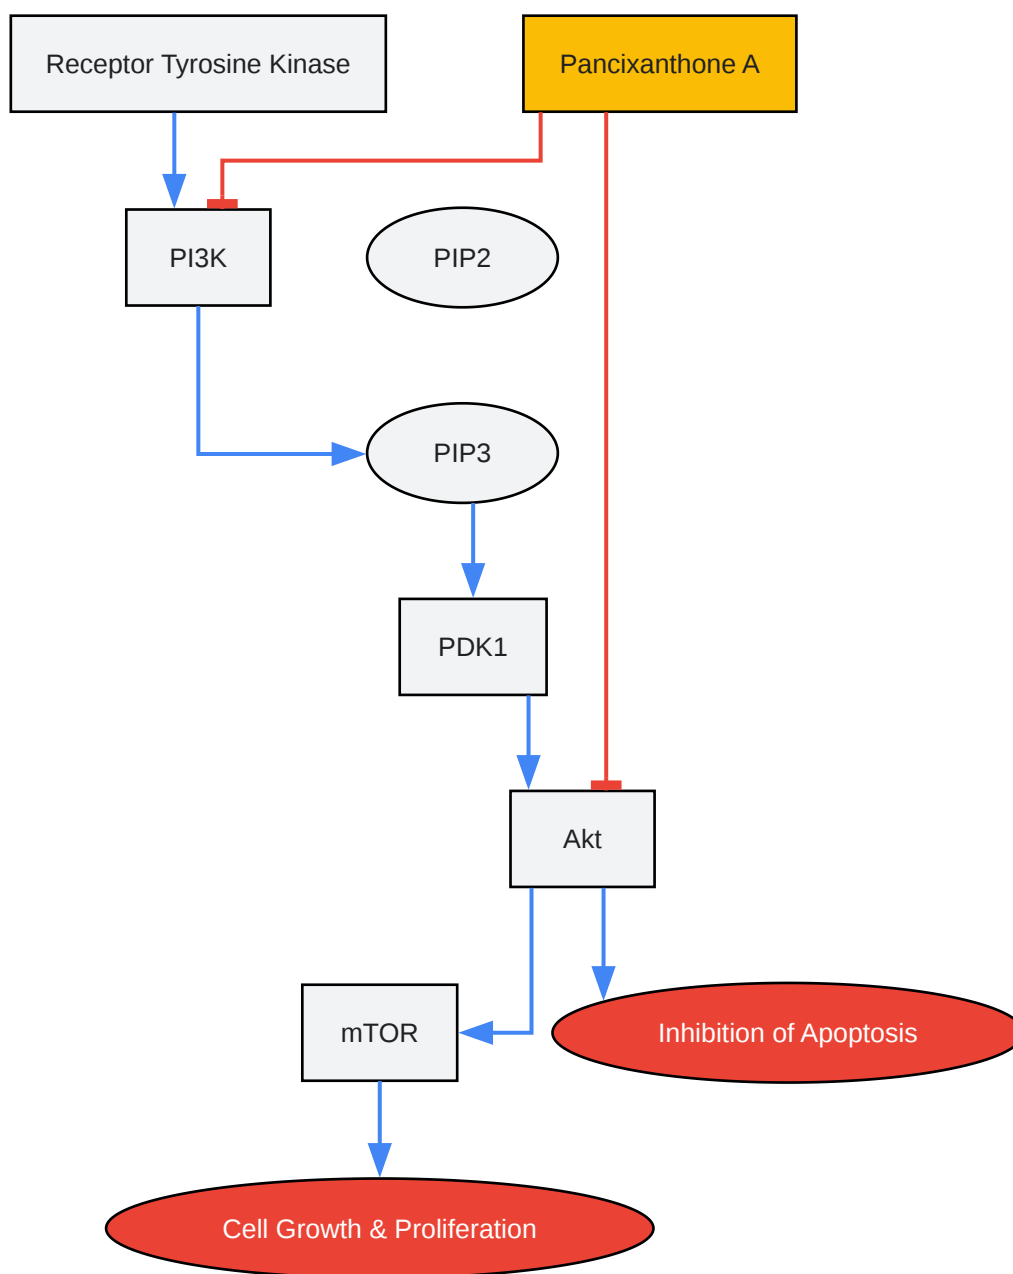 Receptor Tyrosine Kinase
Pancixanthone A
PI3K
PIP2
PIP3
PDK1
Akt
mTOR
Inhibition of Apoptosis
Cell Growth & Proliferation